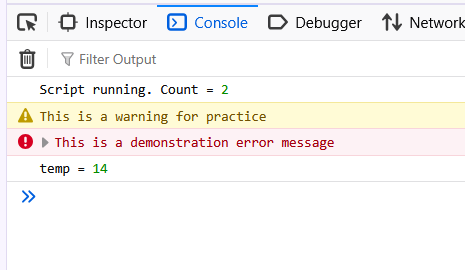 Inspector Console Debugger Network
Filter Output
Script running. Count = 2
This is a warning for practice
This is a demonstration error message
temp = 14